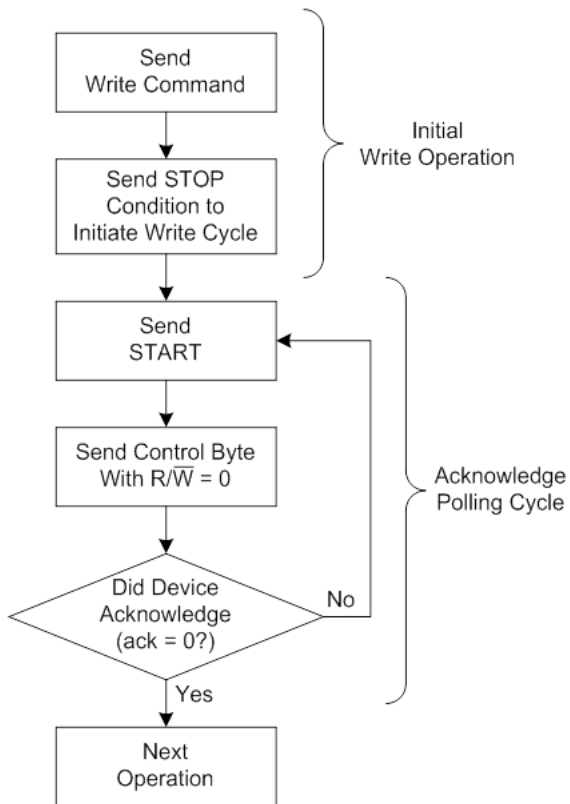 Send
Write Command
Initial
Write Operation
Send STOP
Condition to
Initiate Write Cycle
Send
START
Send Control Byte
With R/W̅ = 0
Acknowledge
Polling Cycle
Did Device
Acknowledge
(ack = 0?)
No
Yes
Next
Operation